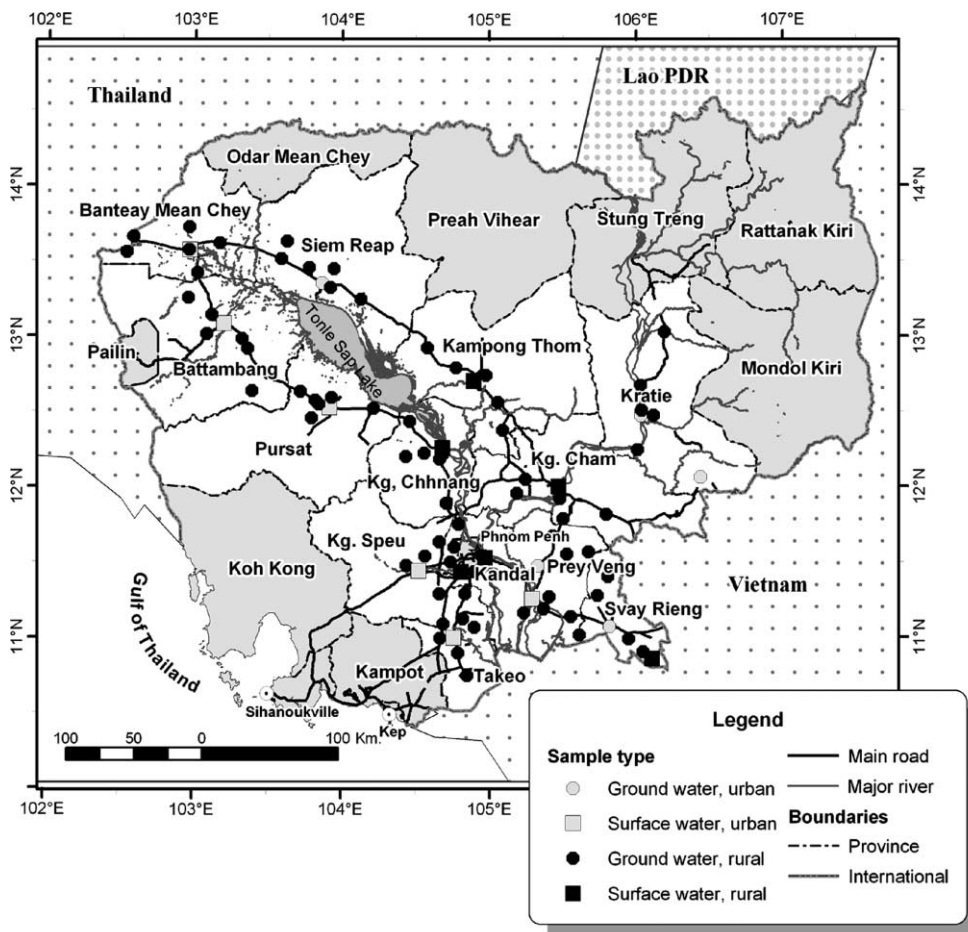 102°E 103°E 104°E 105°E 106°E 107°E
Lao PDR
Thailand
14°N
14°N
Odar Mean Chey
Banteay Mean Chey
Preah Vihear
Stung Treng
Rattanak Kiri
Siem Reap
13°N
13°N
Tonle Sap Lake
Pailin
Kampong Thom
Battambang
Mondol Kiri
Kratie
Pursat
12°N
12°N
Kg. Cham
Kg, Chhnang
Kg. Speu
Phnom Penh
Koh Kong
Kandal
Prey Veng
Vietnam
Gulf of Thailand
Svay Rieng
11°N
11°N
Kampot
Takeo
Sihanoukville
Kep
100 50 0 100 Km.
102°E 103°E 104°E 105°E
Legend
Sample type
Ground water, urban
Surface water, urban
Ground water, rural
Surface water, rural
Main road
Major river
Boundaries
Province
International